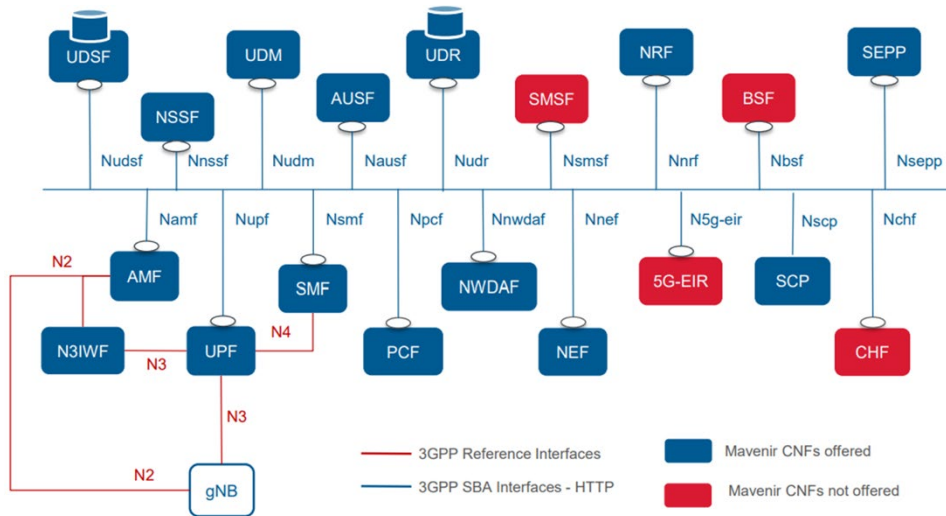 UDSF
UDM
UDR
NRF
SEPP
NSSF
AUSF
SMSF
BSF
Nudsf
Nnssf
Nudm
Nausf
Nudr
Nsmsf
Nnrf
Nbsf
Nsepp
Namf
Nupf
Nsmf
Npcf
Nnwdaf
Nnef
N5g-eir
Nscp
Nchf
N2
AMF
SMF
NWDAF
5G-EIR
SCP
N4
N3IWF
N3
UPF
PCF
NEF
CHF
N3
3GPP Reference Interfaces
Mavenir CNFs offered
N2
gNB
3GPP SBA Interfaces - HTTP
Mavenir CNFs not offered